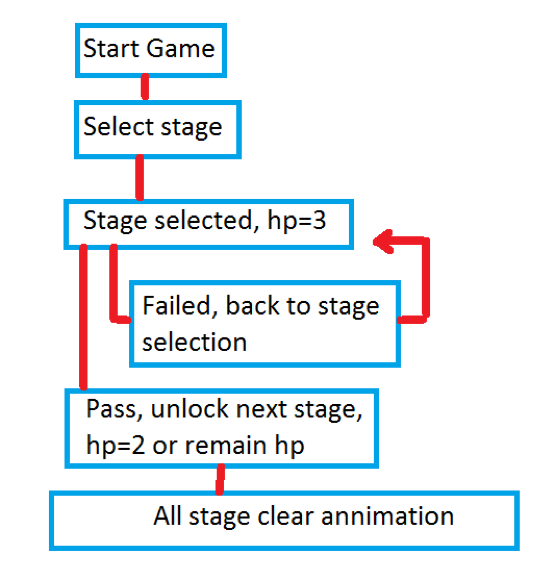 Start Game
Select stage
Stage selected, hp=3
Failed, back to stage
selection
Pass, unlock next stage,
hp=2 or remain hp
All stage clear annimation